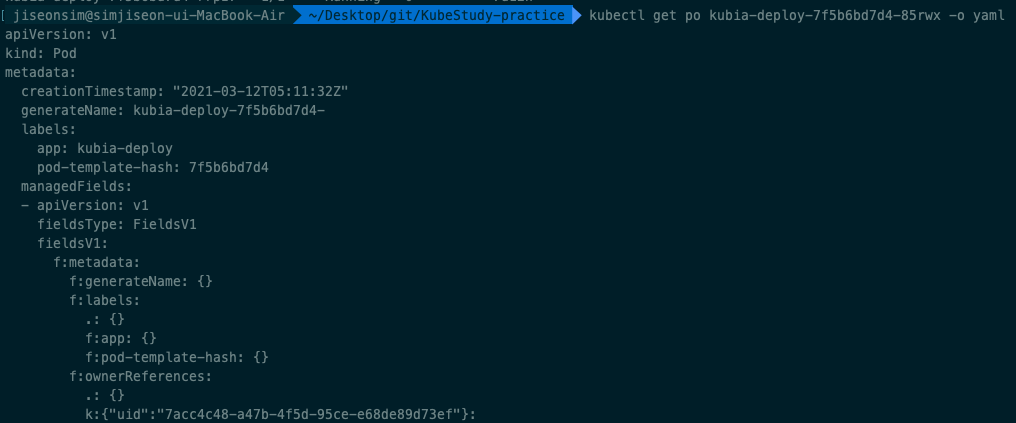 jiseonsim@simjiseon-ui-MacBook-Air ~/Desktop/git/KubeStudy-practice kubectl get po kubia-deploy-7f5b6bd7d4-85rwx -o yaml
apiVersion: v1
kind: Pod
metadata:
  creationTimestamp: "2021-03-12T05:11:32Z"
  generateName: kubia-deploy-7f5b6bd7d4-
  labels:
    app: kubia-deploy
    pod-template-hash: 7f5b6bd7d4
  managedFields:
  - apiVersion: v1
    fieldsType: FieldsV1
    fieldsV1:
      f:metadata:
        f:generateName: {}
        f:labels:
          .: {}
          f:app: {}
          f:pod-template-hash: {}
        f:ownerReferences:
          .: {}
          k:{"uid":"7acc4c48-a47b-4f5d-95ce-e68de89d73ef"}: